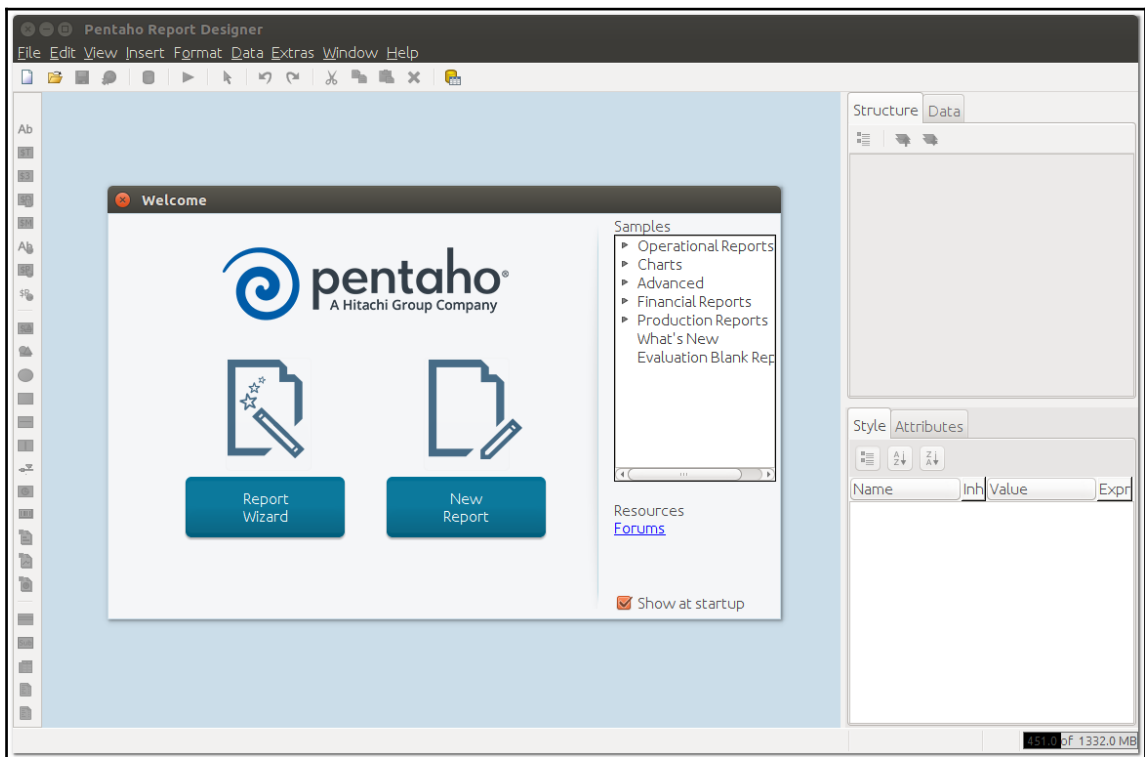 Pentaho Report Designer
File Edit View Insert Format Data Extras Window Help
Structure Data
Ab
Welcome
Samples
Operational Reports
Charts
Advanced
Financial Reports
Production Reports
What's New
Evaluation Blank Rep
pentaho®
A Hitachi Group Company
Report
Wizard
New
Report
Resources
Forums
Show at startup
Style Attributes
Name Inh Value Expr
451.0 of 1332.0 MB